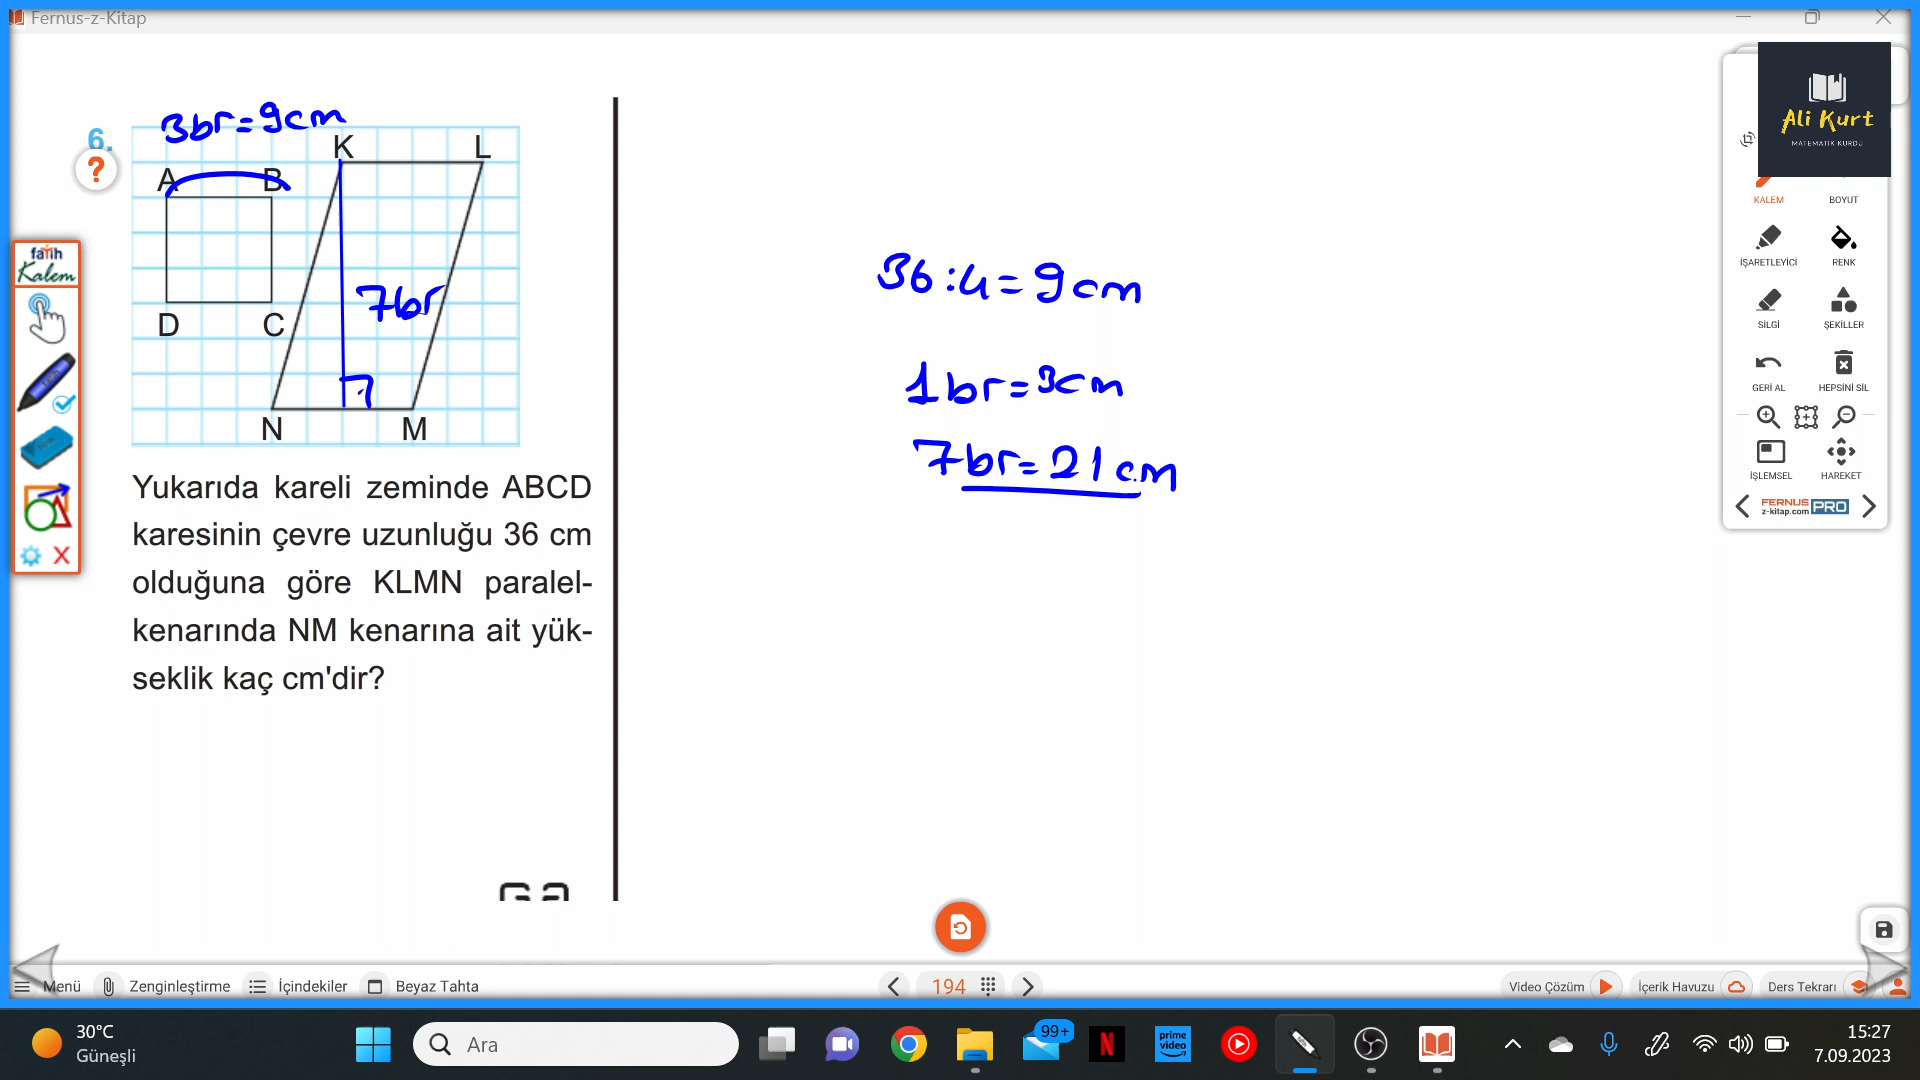 Fernus-z-Kitap
3br=9cm
6.
K
L
A
B
D
C
7br
N
M
Yukarıda kareli zeminde ABCD
karesinin çevre uzunluğu 36 cm
olduğuna göre KLMN paralel-
kenarında NM kenarına ait yük-
seklik kaç cm'dir?
36:4=9cm
1br=3cm
7br=21cm
fatih
Kalem
Ali Kurt
MATEMATİK KURDU
KALEM
BOYUT
İŞARETLEYİCİ
RENK
SİLGİ
ŞEKİLLER
GERİ AL
HEPSİNİ SİL
İŞLEMSEL
HAREKET
FERNUS
z-kitap.com PRO
Menü
Zenginleştirme
İçindekiler
Beyaz Tahta
194
Video Çözüm
İçerik Havuzu
Ders Tekrarı
30°C
Güneşli
Ara
99+
N
prime
video
15:27
7.09.2023